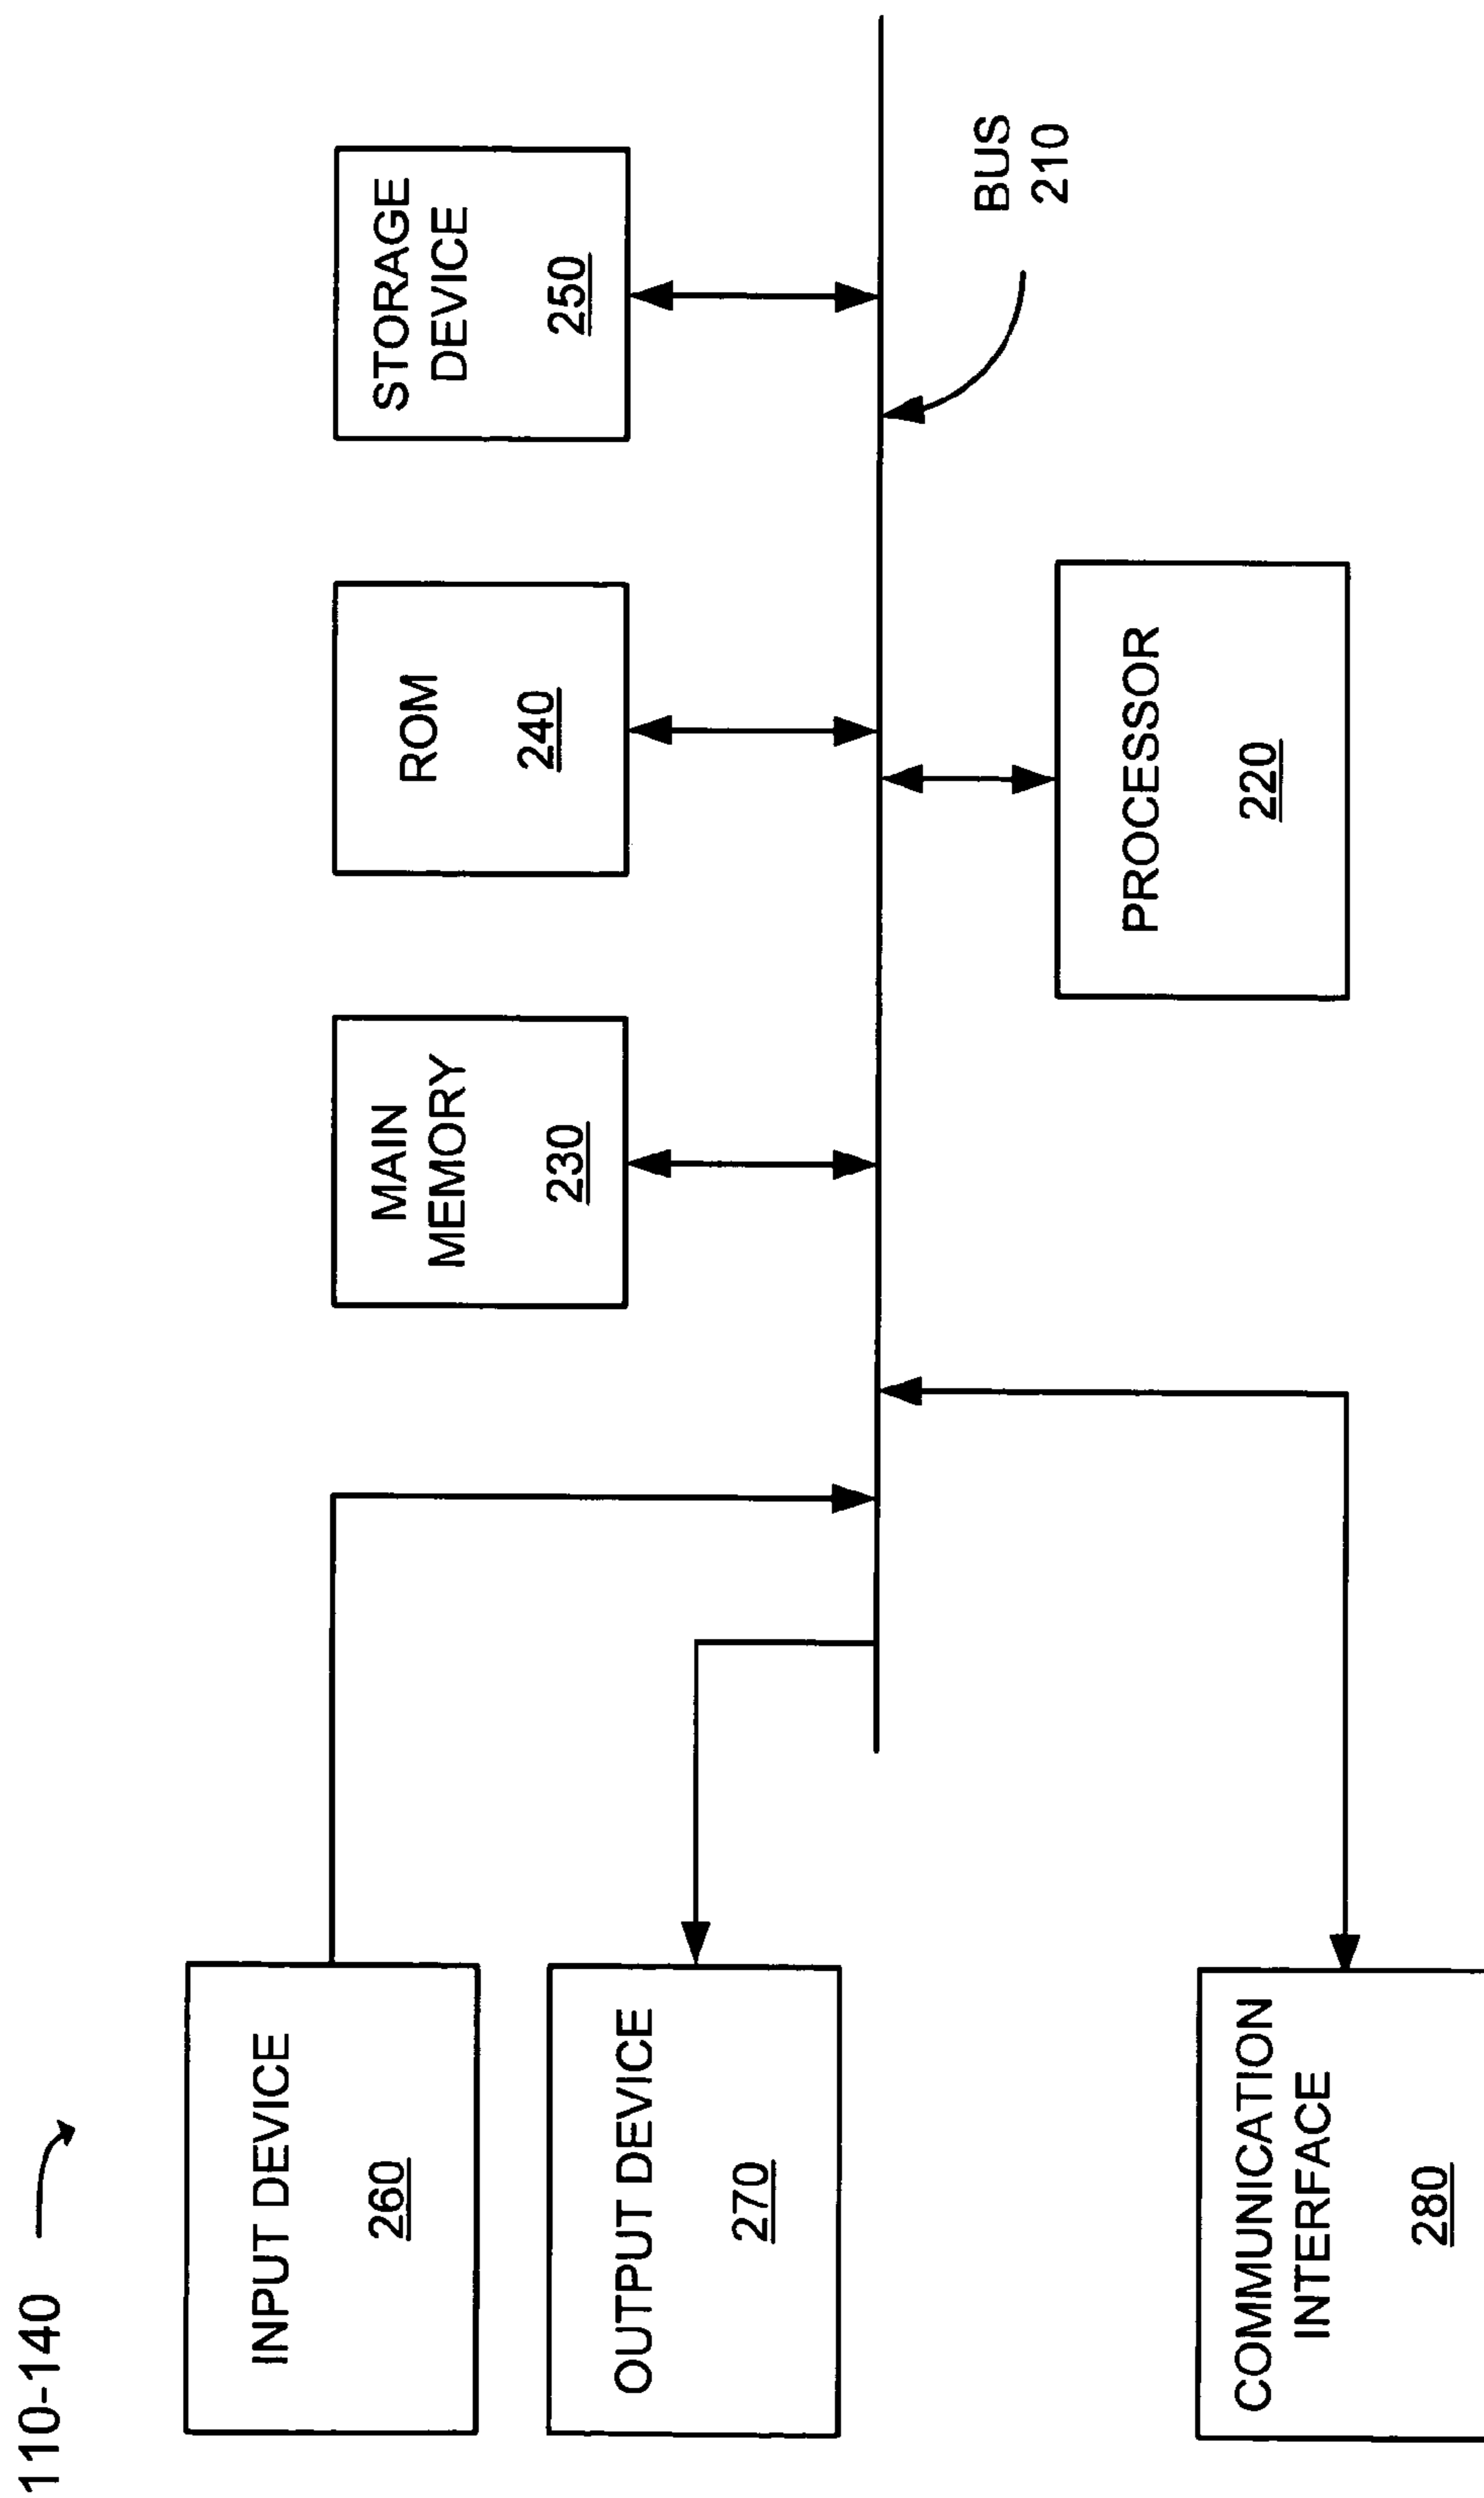 110-140
INPUT DEVICE
260
MAIN
MEMORY
230
ROM
240
STORAGE
DEVICE
250
OUTPUT DEVICE
270
BUS
210
COMMUNICATION
INTERFACE
280
PROCESSOR
220